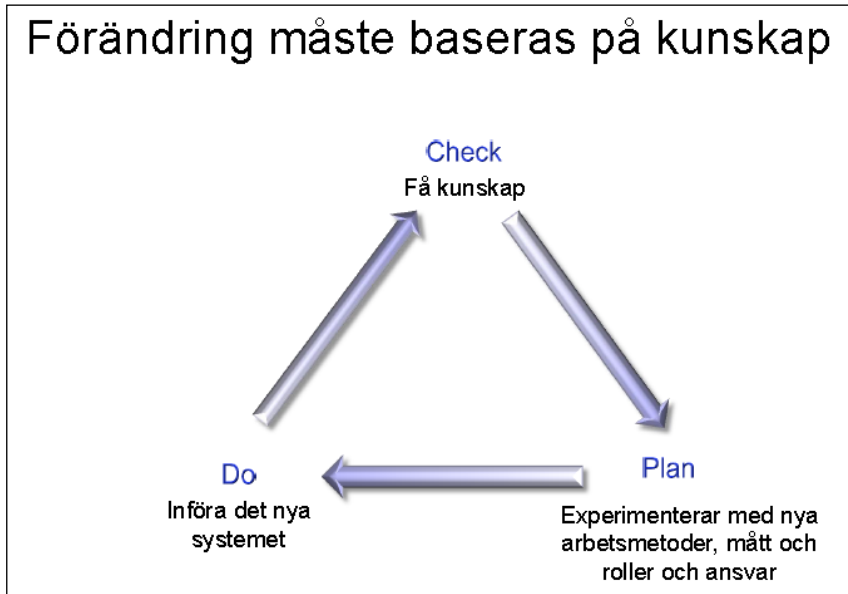 Förändring måste baseras på kunskap
Check
Få kunskap
Do
Införa det nya
systemet
Plan
Experimenterar med nya
arbetsmetoder, mått och
roller och ansvar